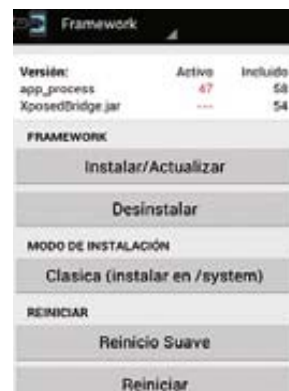 Framework
Versión: Activo Incluido
app_process 47 58
XposedBridge.jar --- 54
FRAMEWORK
Instalar/Actualizar
Desinstalar
MODO DE INSTALACIÓN
Clasica (instalar en /system)
REINICIAR
Reinicio Suave
Reiniciar